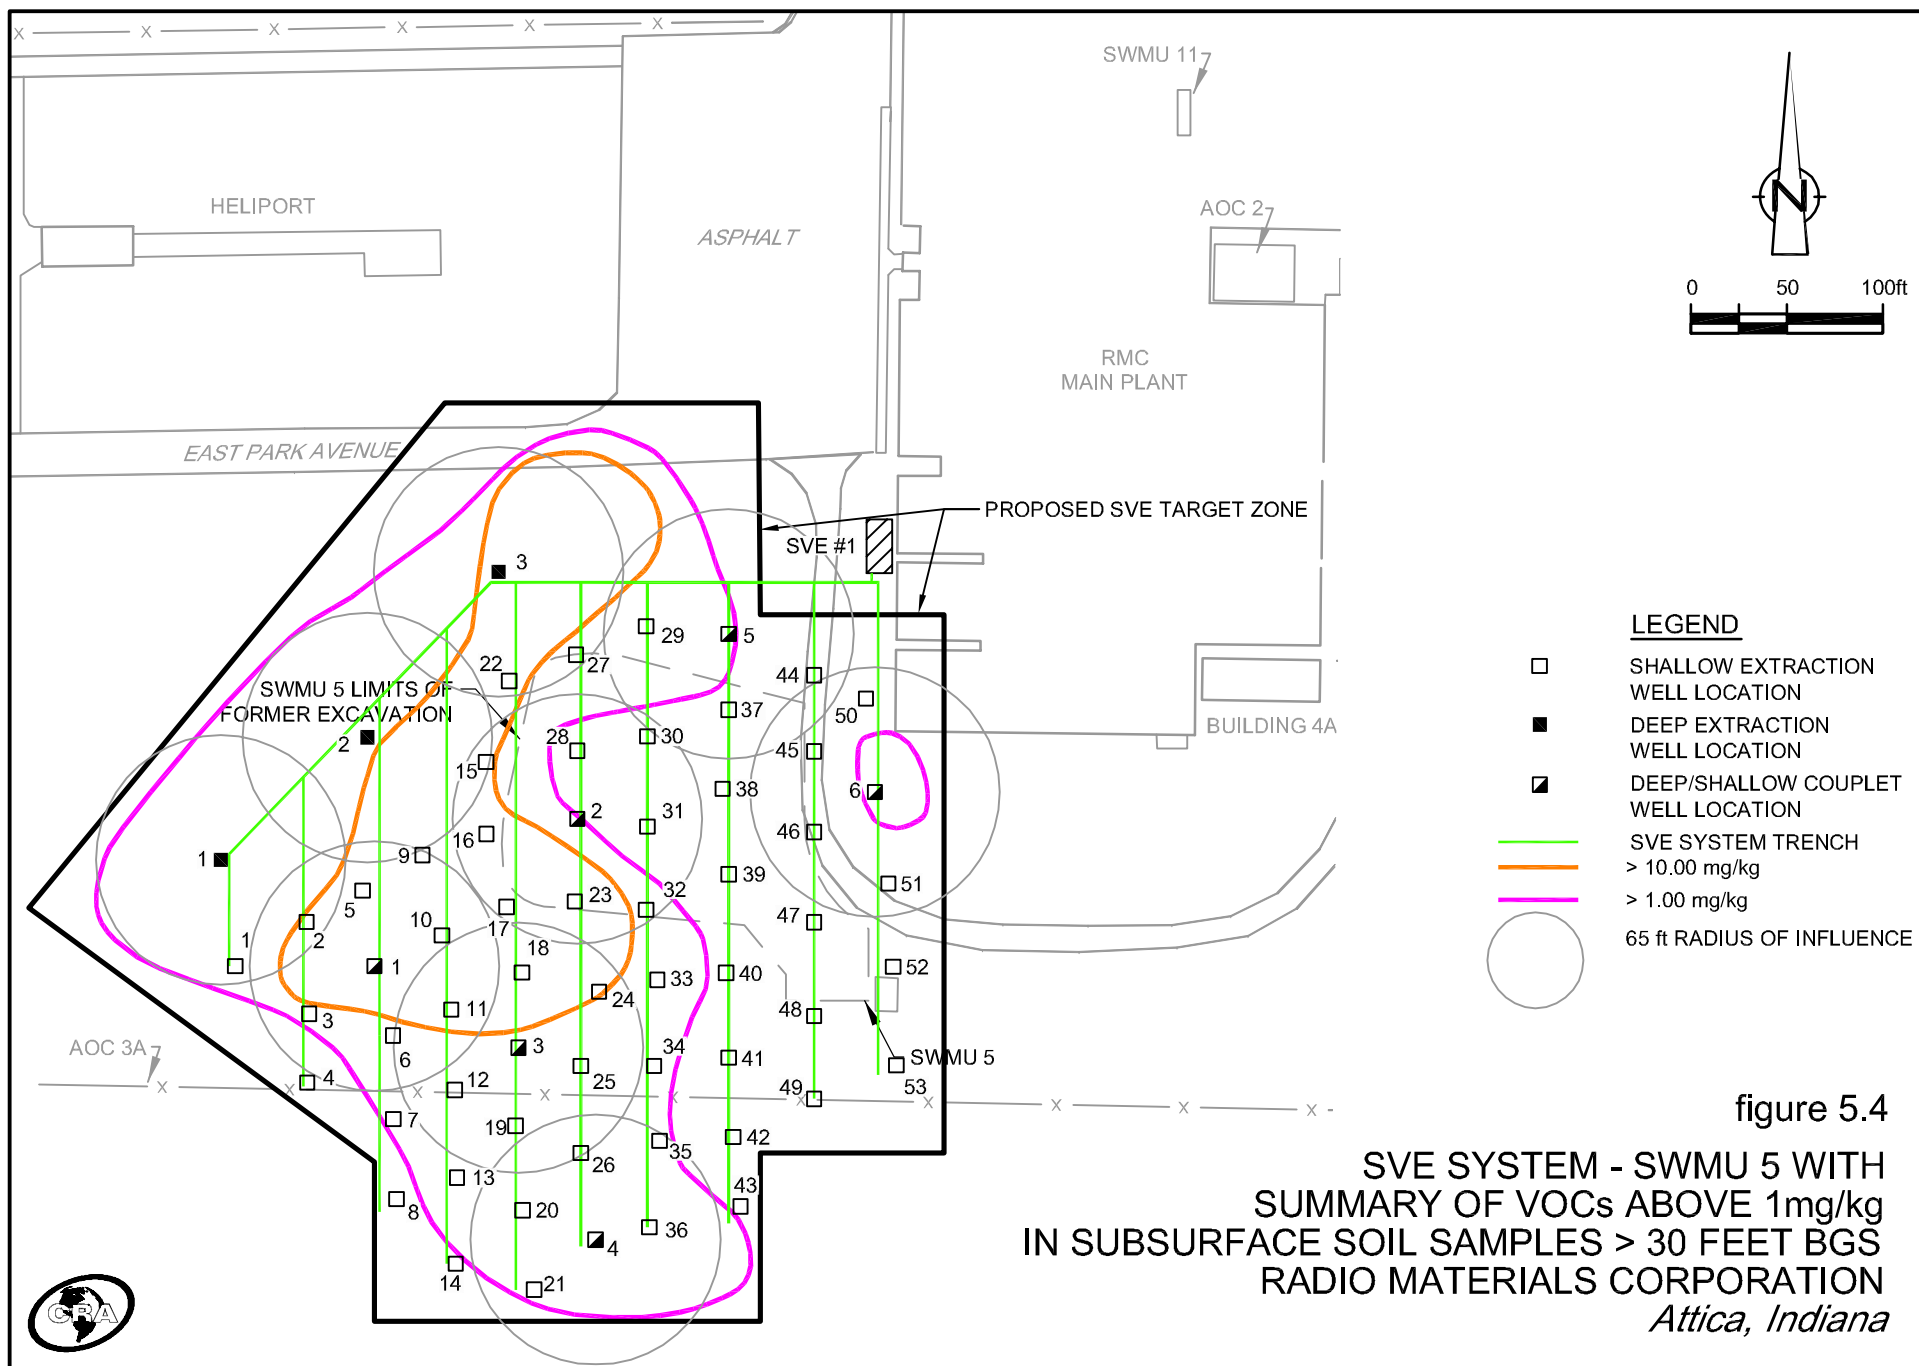 X X X X X X
SWMU 11
HELIPORT
ASPHALT
AOC 2
N
0 50 100ft
RMC
MAIN PLANT
EAST PARK AVENUE
PROPOSED SVE TARGET ZONE
SVE #1
3
29
5
27
22
44
SWMU 5 LIMITS OF
FORMER EXCAVATION
50
37
BUILDING 4A
2
28
30
45
15
38
6
2
31
46
16
9
1
39
51
5
23
32
17
47
2
10
1
1
18
40
52
33
24
11
3
48
6
3
34
41
SWMU 5
AOC 3A
4
12
25
49
53
X X X X X X X X X X
7
19
42
35
26
13
8
20
43
36
4
14
21
LEGEND
SHALLOW EXTRACTION
WELL LOCATION
DEEP EXTRACTION
WELL LOCATION
DEEP/SHALLOW COUPLET
WELL LOCATION
SVE SYSTEM TRENCH
> 10.00 mg/kg
> 1.00 mg/kg
65 ft RADIUS OF INFLUENCE
figure 5.4
SVE SYSTEM - SWMU 5 WITH
SUMMARY OF VOCs ABOVE 1mg/kg
IN SUBSURFACE SOIL SAMPLES > 30 FEET BGS
RADIO MATERIALS CORPORATION
Attica, Indiana
CRA